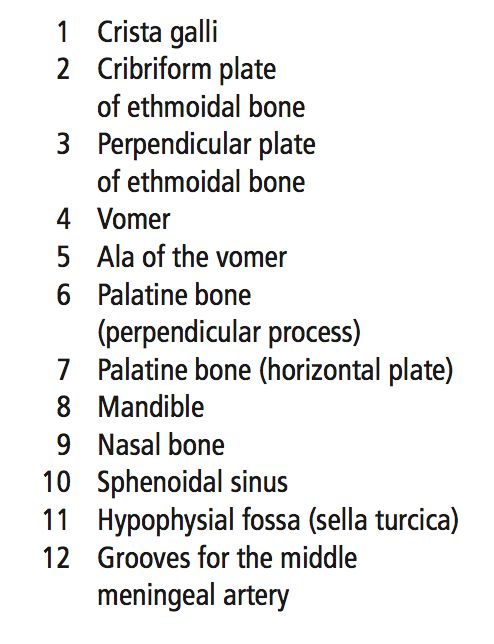 1 Crista galli
2 Cribriform plate
of ethmoidal bone
3 Perpendicular plate
of ethmoidal bone
4 Vomer
5 Ala of the vomer
6 Palatine bone
(perpendicular process)
7 Palatine bone (horizontal plate)
8 Mandible
9 Nasal bone
10 Sphenoidal sinus
11 Hypophysial fossa (sella turcica)
12 Grooves for the middle
meningeal artery